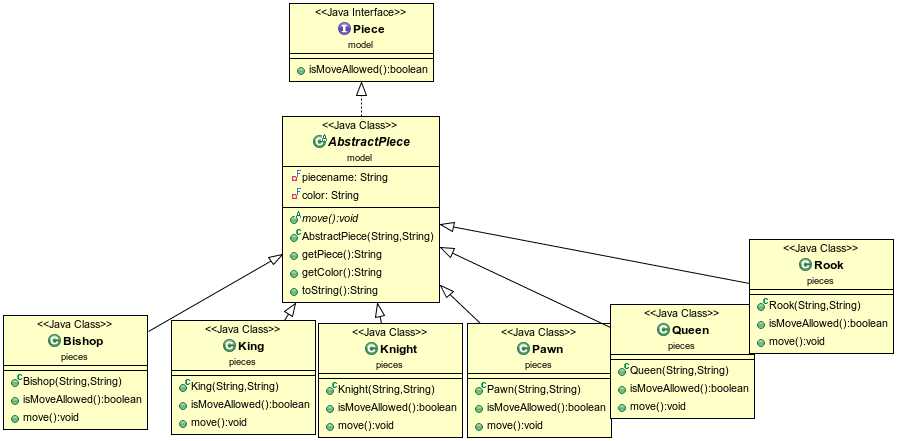 <<Java Interface>>
Piece
model
isMoveAllowed():boolean
<<Java Class>>
AbstractPiece
model
piecename: String
color: String
move():void
AbstractPiece(String,String)
getPiece():String
getColor():String
toString():String
<<Java Class>>
Bishop
pieces
Bishop(String,String)
isMoveAllowed():boolean
move():void
<<Java Class>>
King
pieces
King(String,String)
isMoveAllowed():boolean
move():void
<<Java Class>>
Knight
pieces
Knight(String,String)
isMoveAllowed():boolean
move():void
<<Java Class>>
Pawn
pieces
Pawn(String,String)
isMoveAllowed():boolean
move():void
<<Java Class>>
Queen
pieces
Queen(String,String)
isMoveAllowed():boolean
move():void
<<Java Class>>
Rook
pieces
Rook(String,String)
isMoveAllowed():boolean
move():void